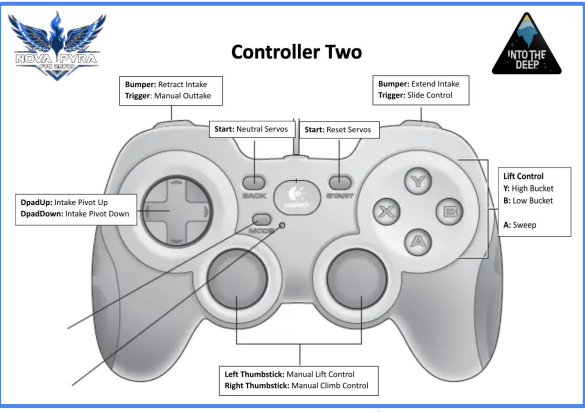 NOVA PYRA
Controller Two
INTO THE
DEEP
Bumper: Retract Intake
Trigger: Manual Outtake
Bumper: Extend Intake
Trigger: Slide Control
Start: Neutral Servos
Start: Reset Servos
DpadUp: Intake Pivot Up
DpadDown: Intake Pivot Down
Lift Control
Y: High Bucket
B: Low Bucket
A: Sweep
BACK
Logitech
START
MODE
Y
X
B
A
Left Thumbstick: Manual Lift Control
Right Thumbstick: Manual Climb Control